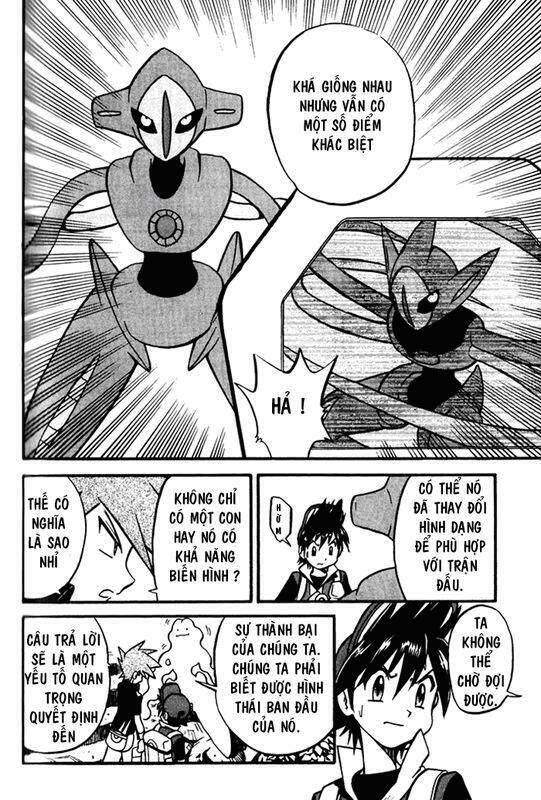 KHÁ GIỐNG NHAU
NHƯNG VẪN CÓ
MỘT SỐ ĐIỂM
KHÁC BIỆT
HẢ !
CÓ THỂ NÓ
ĐÃ THAY ĐỔI
HÌNH DẠNG
ĐỂ PHÙ HỢP
VỚI TRẬN
ĐẤU.
HỪM
KHÔNG CHỈ
CÓ MỘT CON
HAY NÓ CÓ
KHẢ NĂNG
BIẾN HÌNH ?
THẾ CÓ
NGHĨA
LÀ SAO
NHỈ
TA
KHÔNG
THỂ
CHỜ ĐỢI
ĐƯỢC.
SỰ THÀNH BẠI
CỦA CHÚNG TA.
CHÚNG TA PHẢI
BIẾT ĐƯỢC HÌNH
THÁI BAN ĐẦU
CỦA NÓ.
CÂU TRẢ LỜI
SẼ LÀ MỘT
YẾU TỐ QUAN
TRỌNG
QUYẾT ĐỊNH
ĐẾN